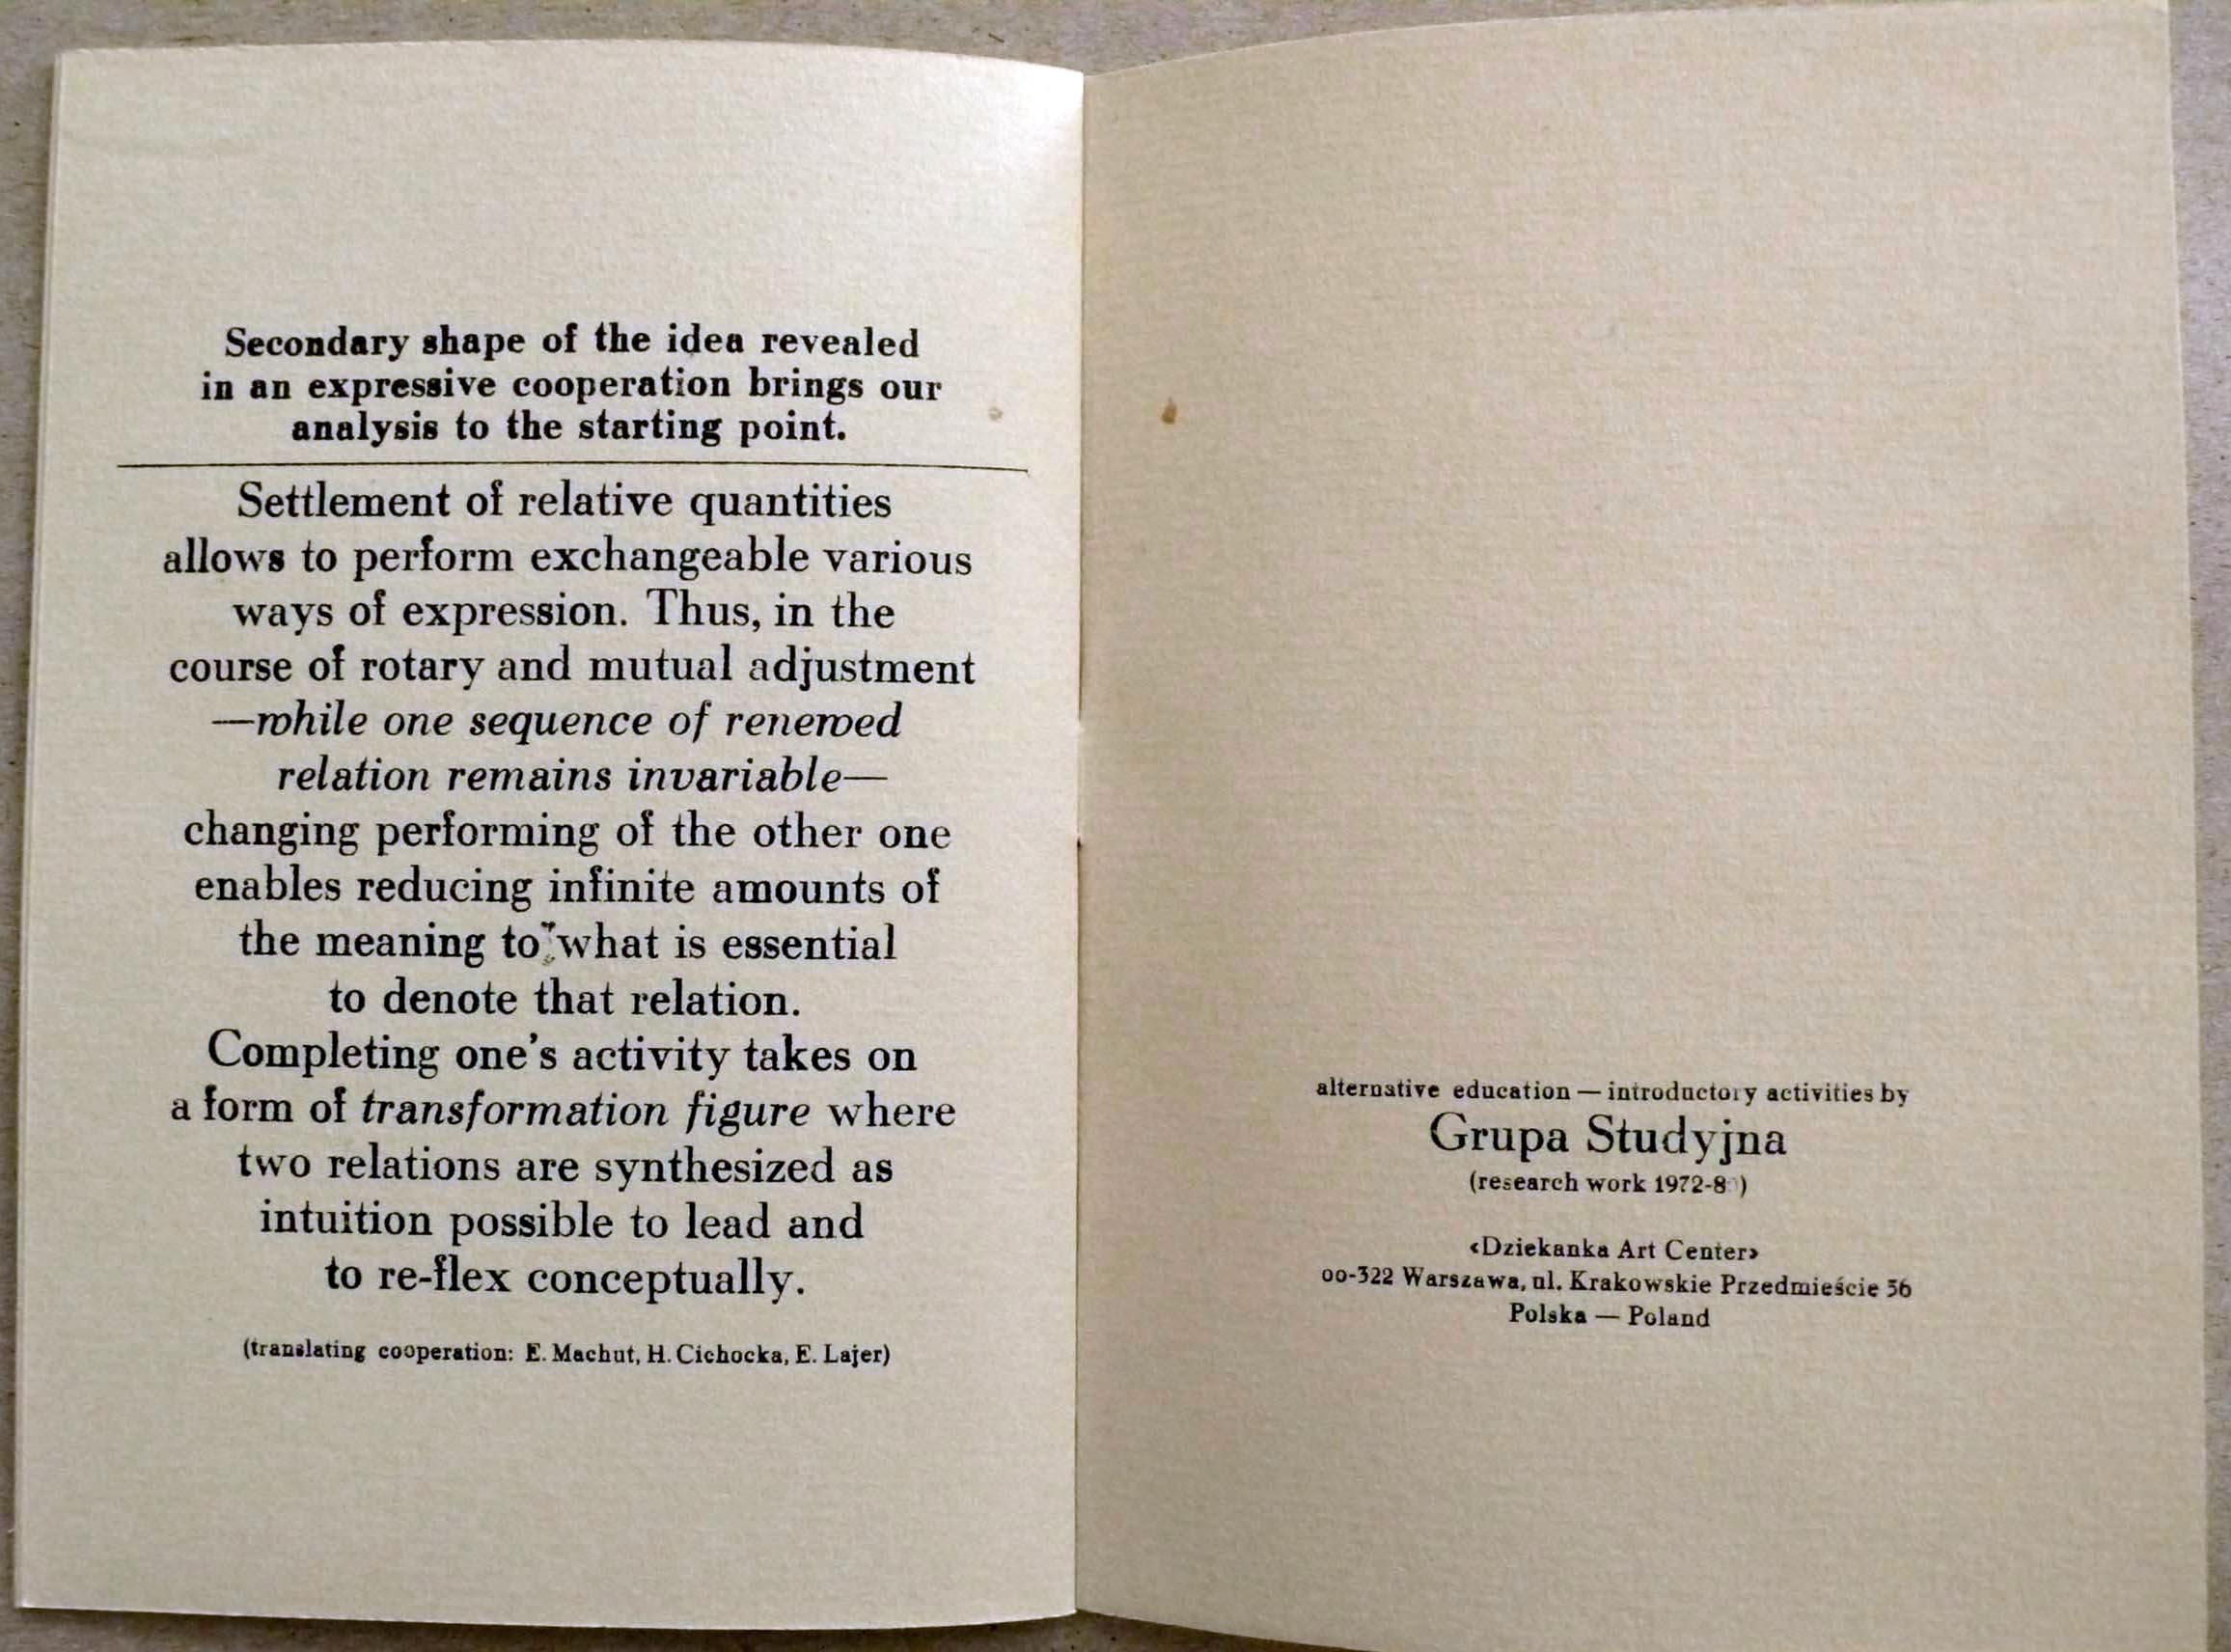 Secondary shape of the idea revealed
in an expressive cooperation brings our
analysis to the starting point.
Settlement of relative quantities
allows to perform exchangeable various
ways of expression. Thus, in the
course of rotary and mutual adjustment
—while one sequence of renewed
relation remains invariable—
changing performing of the other one
enables reducing infinite amounts of
the meaning to what is essential
to denote that relation.
Completing one's activity takes on
a form of transformation figure where
two relations are synthesized as
intuition possible to lead and
to re-flex conceptually.
(translating cooperation: E. Machut, H. Cichocka, E. Lajer)
alternative education — introductory activities by
Grupa Studyjna
(research work
«Dziekanka Art Center»
00-322 Warszawa, ul. Krakowskie Przedmieście 56
Polska — Poland